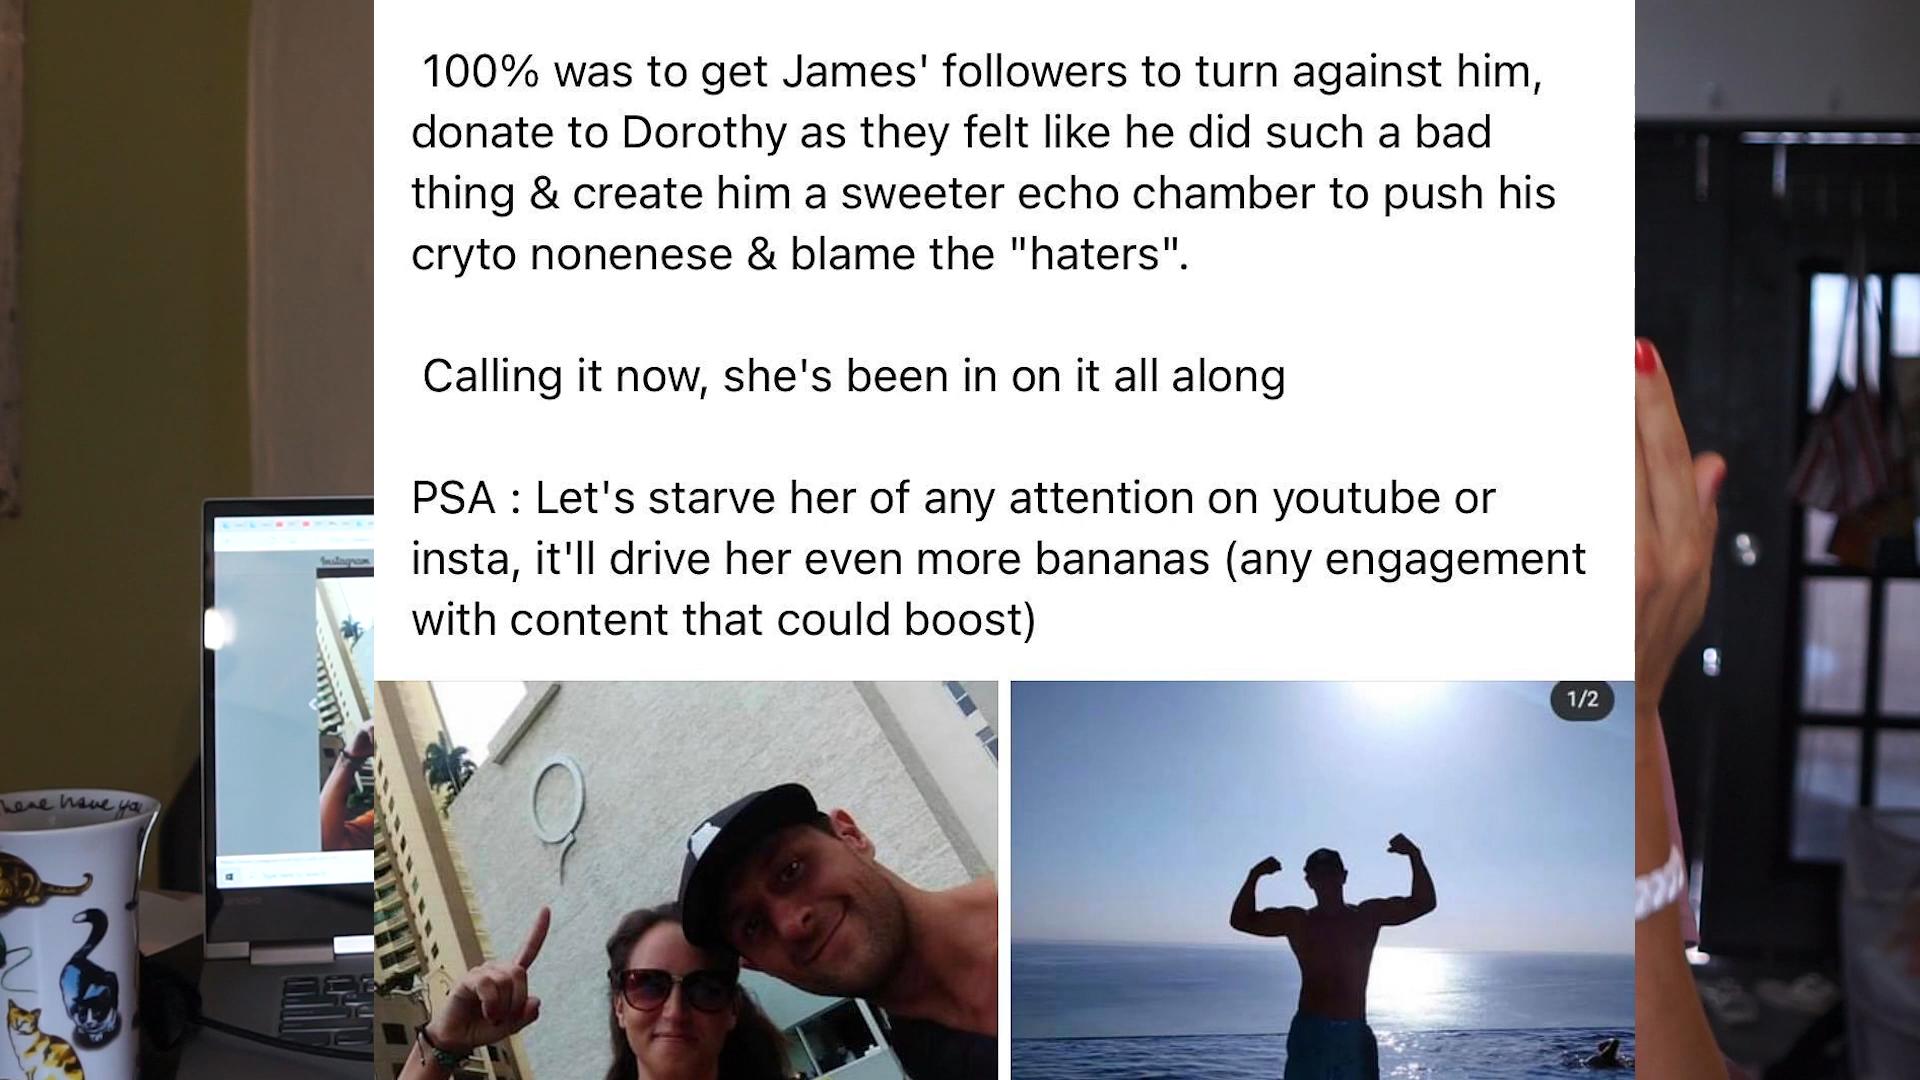 100% was to get James' followers to turn against him,
donate to Dorothy as they felt like he did such a bad
thing & create him a sweeter echo chamber to push his
cryto nonenese & blame the "haters".
Calling it now, she's been in on it all along
PSA : Let's starve her of any attention on youtube or
insta, it'll drive her even more bananas (any engagement
with content that could boost)
1/2
Instagram